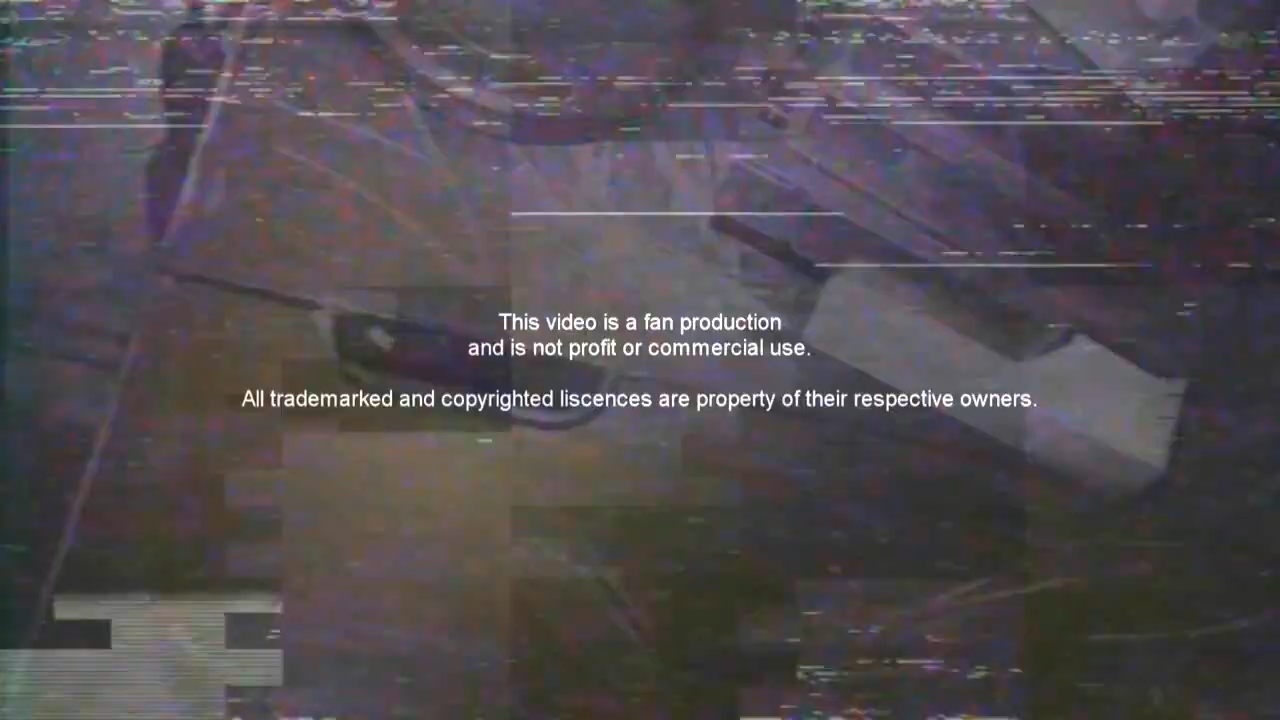 This video is a fan production
and is not profit or commercial use.
All trademarked and copyrighted liscences are property of their respective owners.